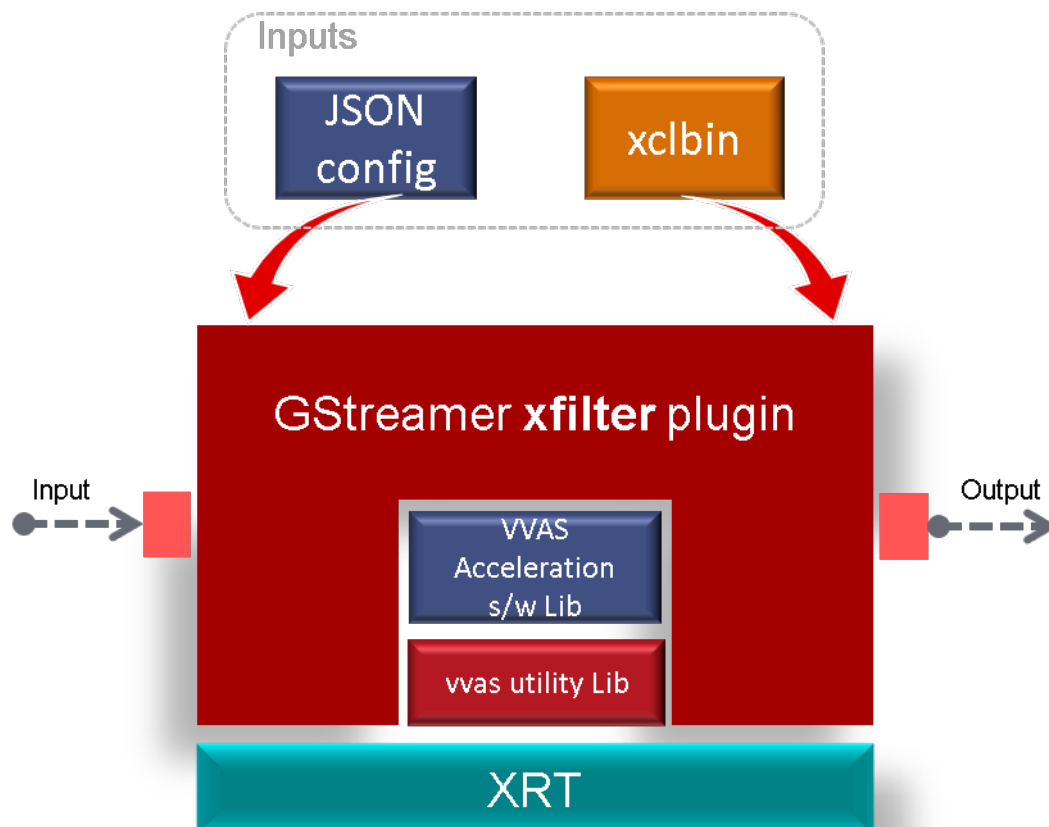 Inputs
JSON
config
xclbin
GStreamer xfilter plugin
Input
Output
VVAS
Acceleration
s/w Lib
vvas utility Lib
XRT